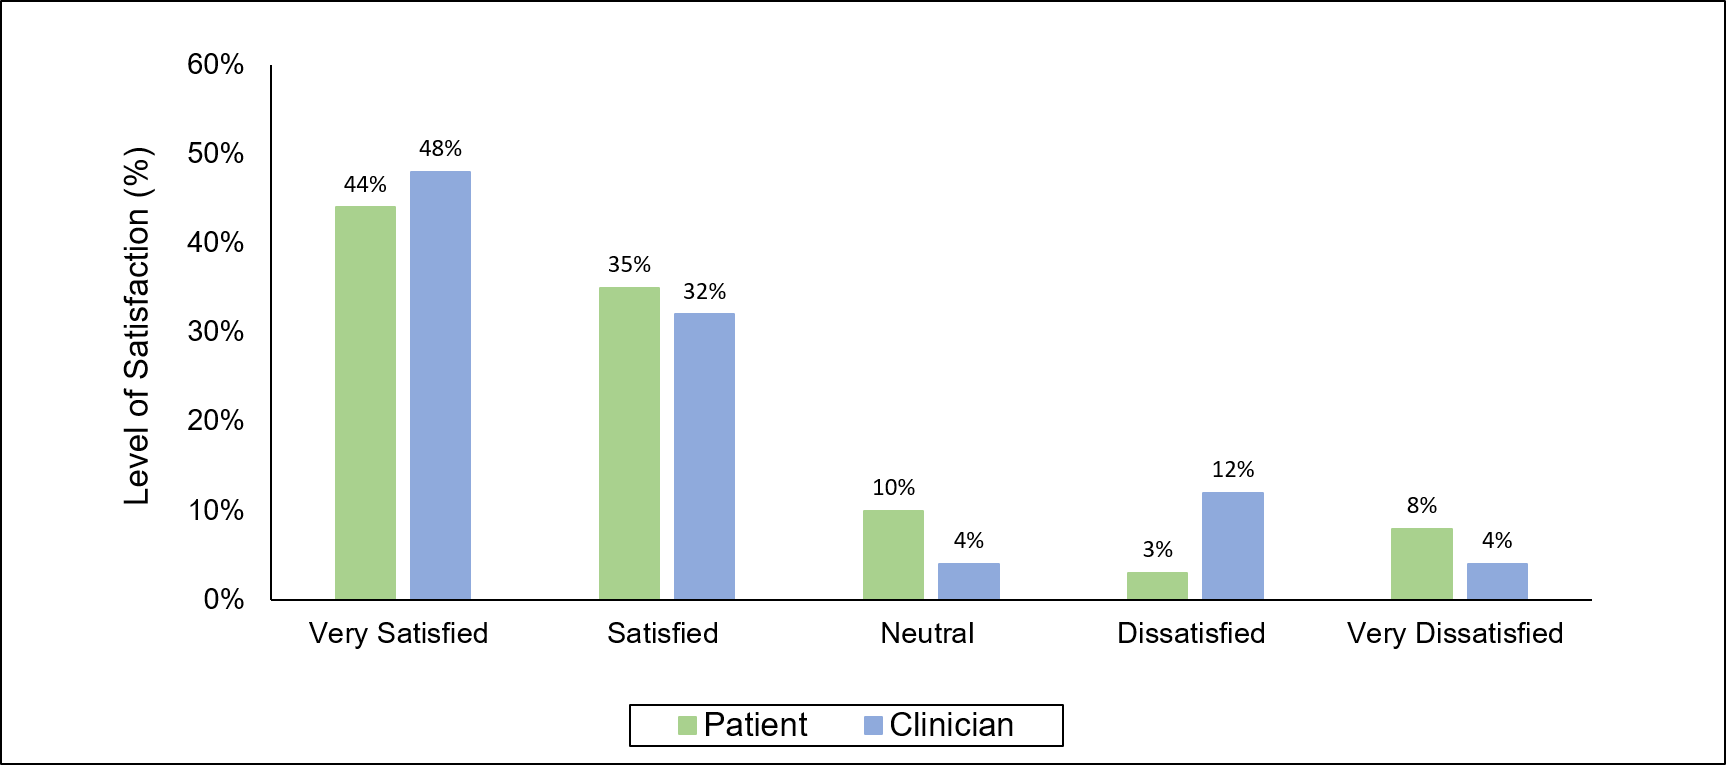 60%
50%
40%
30%
20%
10%
0%
Level of Satisfaction (%)
44%
48%
35%
32%
10%
4%
3%
12%
8%
4%
Very Satisfied
Satisfied
Neutral
Dissatisfied
Very Dissatisfied
Patient
Clinician